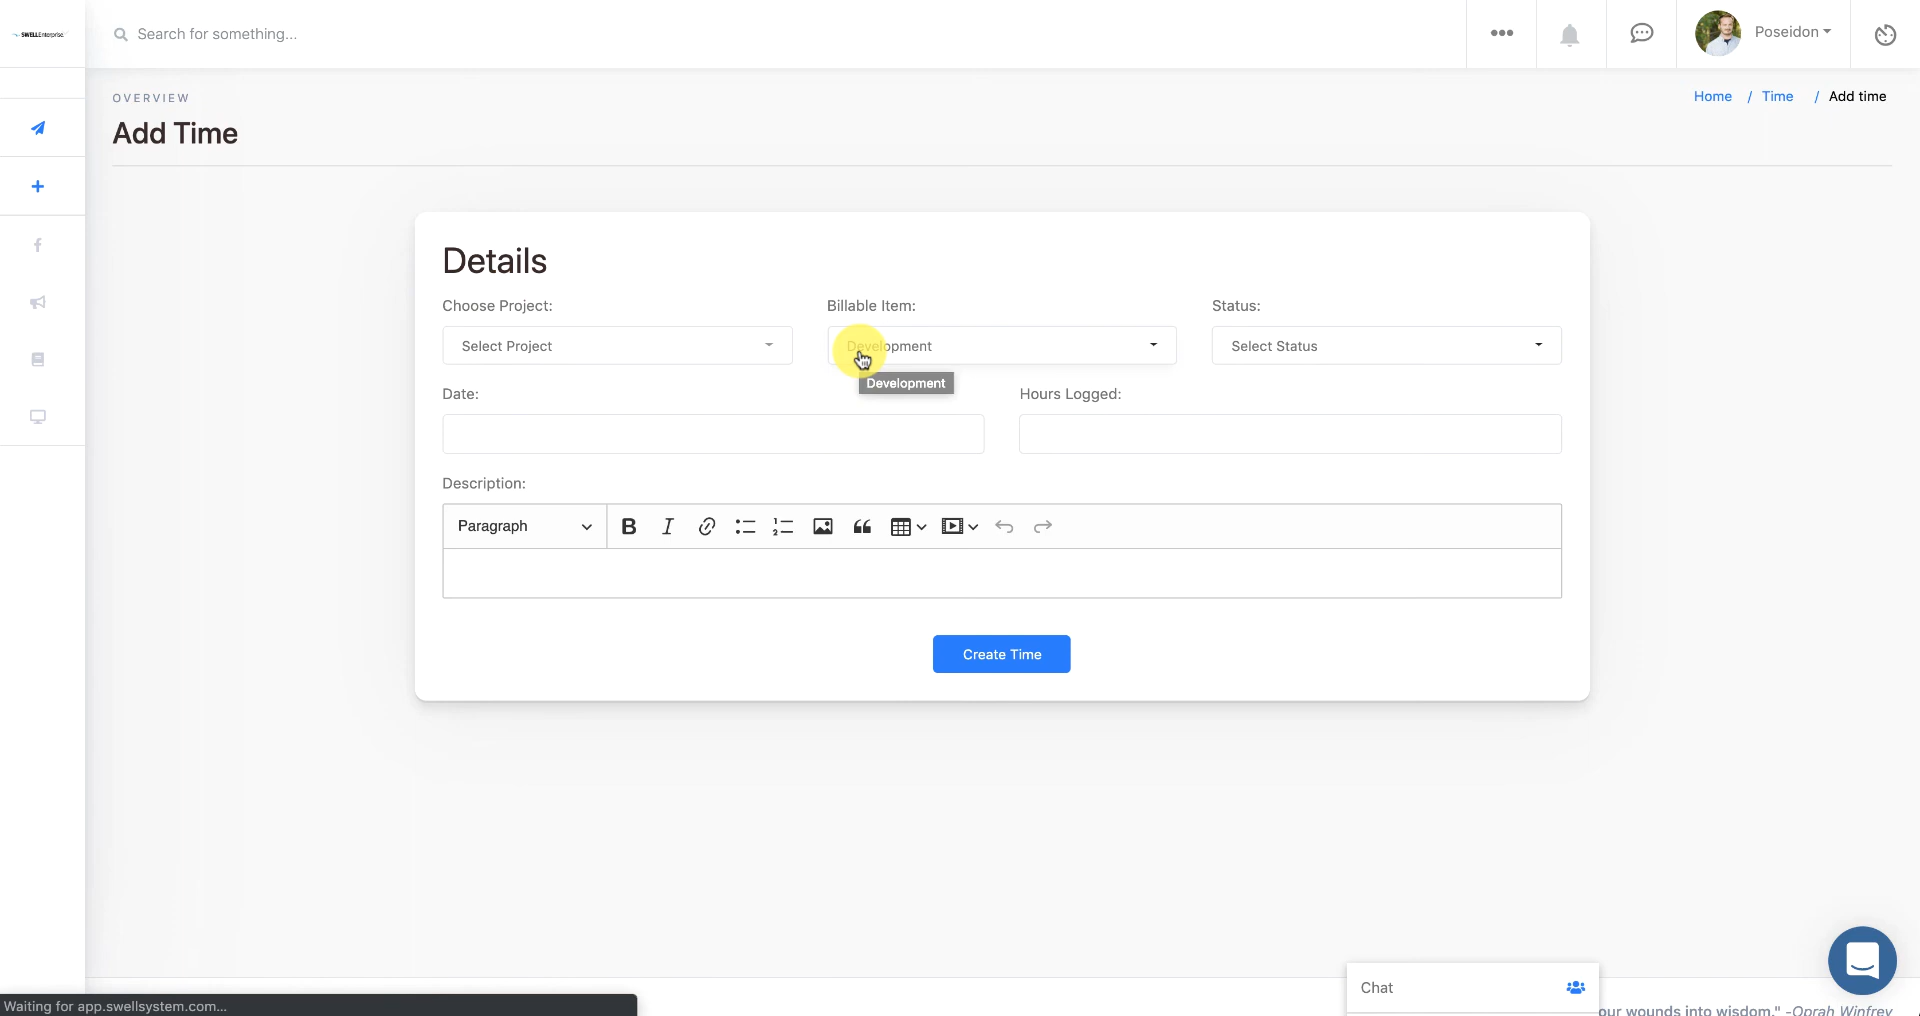 SWELLEnterprise
Search for something...
•••
Poseidon
OVERVIEW
Home / Time / Add time
Add Time
Details
Choose Project:
Billable Item:
Status:
Select Project
Development
Select Status
Development
Date:
Hours Logged:
Description:
Paragraph
Create Time
Chat
Waiting for app.swellsystem.com...
our wounds into wisdom." -Oprah Winfrey